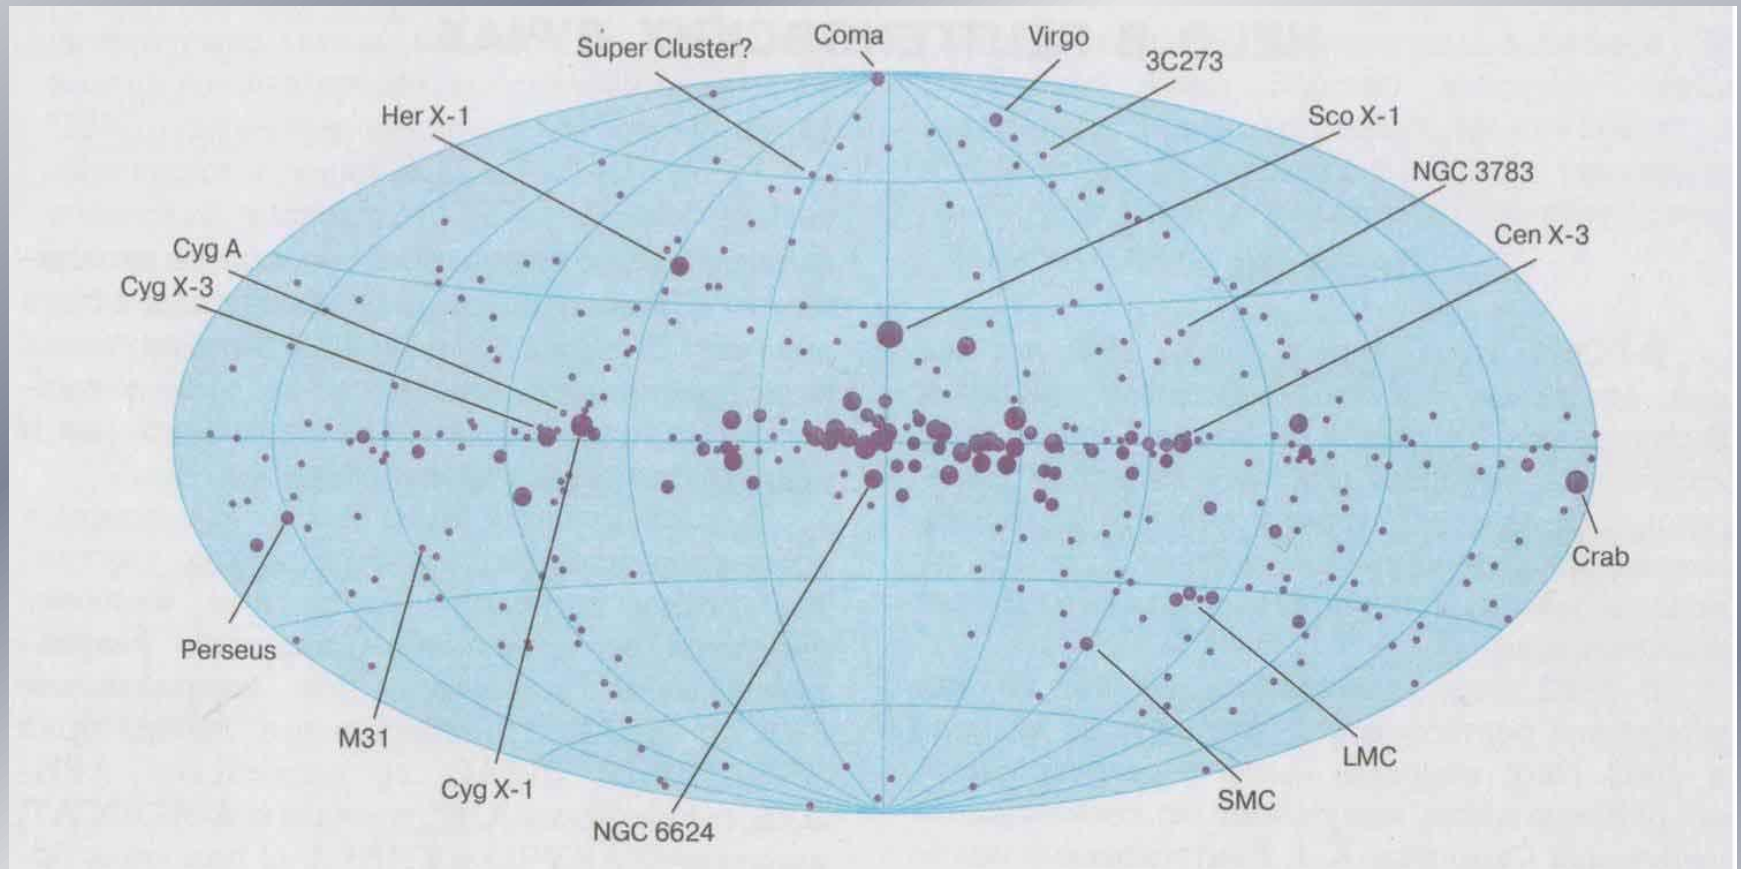 Coma
Virgo
Super Cluster?
3C273
Her X-1
Sco X-1
NGC 3783
Cyg A
Cen X-3
Cyg X-3
Crab
Perseus
M31
LMC
Cyg X-1
SMC
NGC 6624